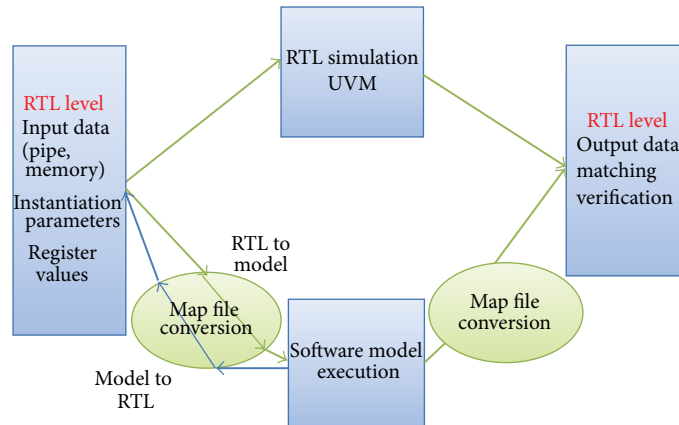 RTL level
Input data
(pipe,
memory)
Instantiation
parameters
Register
values
RTL simulation
UVM
RTL level
Output data
matching
verification
RTL to
model
Map file
conversion
Model to
RTL
Software model
execution
Map file
conversion